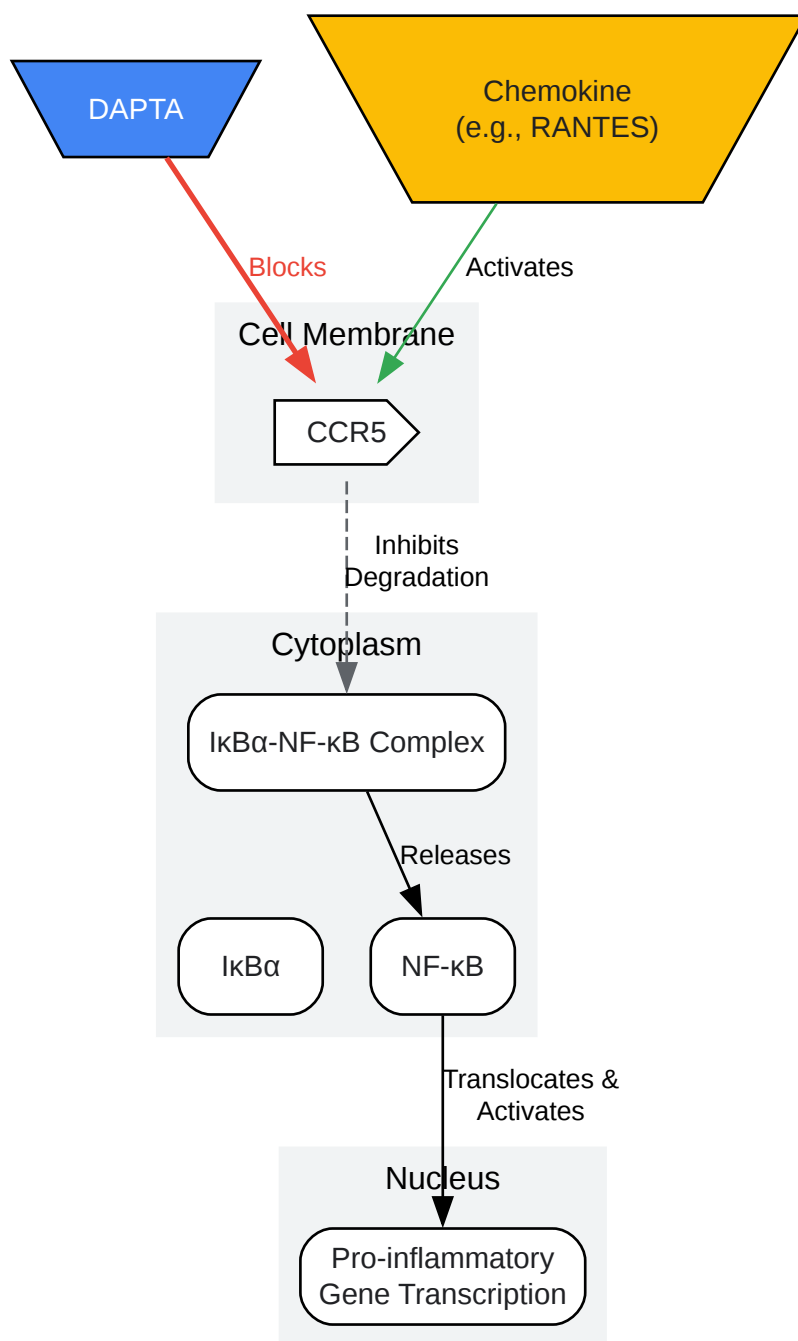 DAPTA
Chemokine
(e.g., RANTES)
Blocks
Activates
Cell Membrane
CCR5
Inhibits
Degradation
Cytoplasm
IκBα-NF-κB Complex
Releases
IκBα
NF-κB
Translocates &
Activates
Nucleus
Pro-inflammatory
Gene Transcription